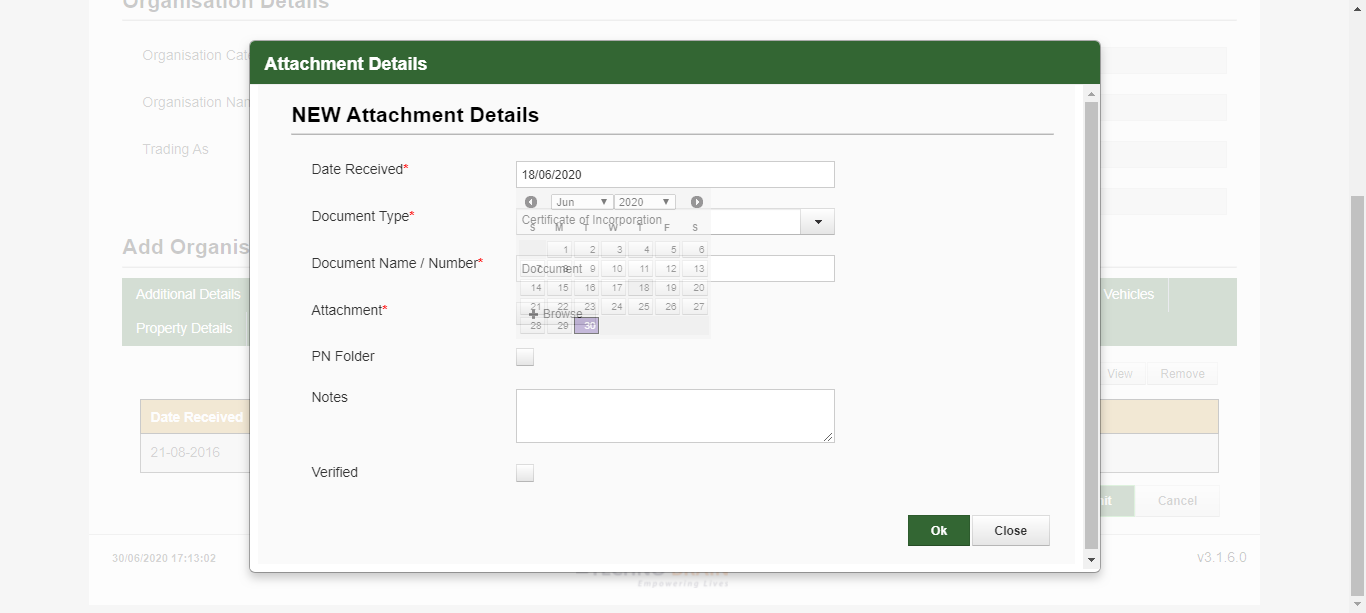 Organisation Details
Organisation Cat
Organisation Nan
Trading As
Add Organis
Additional Details
Vehicles
Property Details
View Remove
Date Received
21-08-2016
Cancel
30/06/2020 17:13:02
v3.1.6.0
Empowering Lives
Attachment Details
NEW Attachment Details
Date Received*
18/06/2020
Jun 2020
Document Type*
Certificate of Incorporation
S M T W T F S
1 2 3 4 5 6
Document Name / Number*
Document
7 8 9 10 11 12 13
14 15 16 17 18 19 20
Attachment*
Browse
21 22 23 24 25 26 27
28 29 30
PN Folder
Notes
Verified
Ok Close